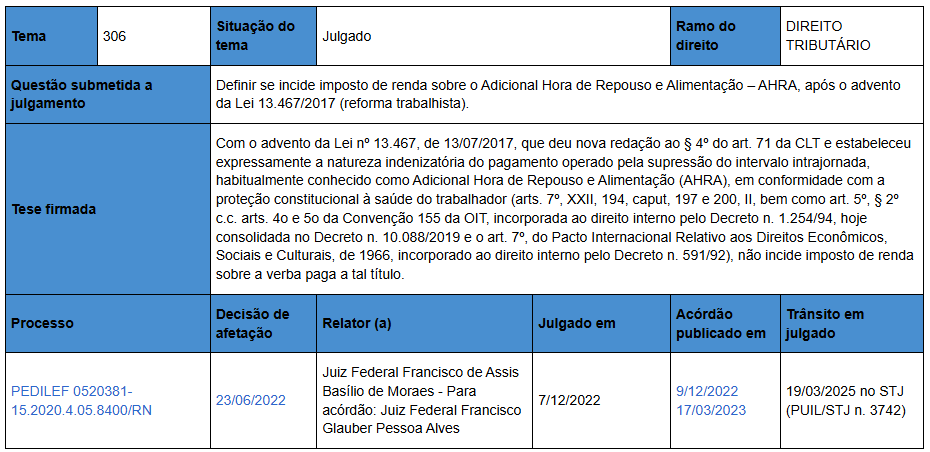 Tema
306
Situação do
tema
Julgado
Ramo do
direito
DIREITO
TRIBUTÁRIO
Questão submetida a
julgamento
Definir se incide imposto de renda sobre o Adicional Hora de Repouso e Alimentação – AHRA, após o advento
da Lei 13.467/2017 (reforma trabalhista).
Tese firmada
Com o advento da Lei nº 13.467, de 13/07/2017, que deu nova redação ao § 4º do art. 71 da CLT e estabeleceu
expressamente a natureza indenizatória do pagamento operado pela supressão do intervalo intrajornada,
habitualmente conhecido como Adicional Hora de Repouso e Alimentação (AHRA), em conformidade com a
proteção constitucional à saúde do trabalhador (arts. 7º, XXII, 194, caput, 197 e 200, II, bem como art. 5º, § 2º
c.c. arts. 4o e 5o da Convenção 155 da OIT, incorporada ao direito interno pelo Decreto n. 1.254/94, hoje
consolidada no Decreto n. 10.088/2019 e o art. 7º, do Pacto Internacional Relativo aos Direitos Econômicos,
Sociais e Culturais, de 1966, incorporado ao direito interno pelo Decreto n. 591/92), não incide imposto de renda
sobre a verba paga a tal título.
Processo
Decisão de
afetação
Relator (a)
Julgado em
Acórdão
publicado em
Trânsito em
julgado
PEDILEF 0520381-
15.2020.4.05.8400/RN
23/06/2022
Juiz Federal Francisco de Assis
Basílio de Moraes - Para
acórdão: Juiz Federal Francisco
Glauber Pessoa Alves
7/12/2022
9/12/2022
17/03/2023
19/03/2025 no STJ
(PUIL/STJ n. 3742)